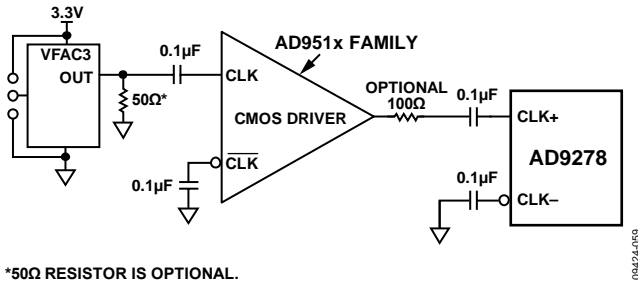 3.3V
VFAC3
OUT
0.1µF
50Ω*
CLK
AD951x FAMILY
CMOS DRIVER
CLK
0.1µF
OPTIONAL
100Ω
0.1µF
CLK+
AD9278
0.1µF
CLK–
*50Ω RESISTOR IS OPTIONAL.
09424-059